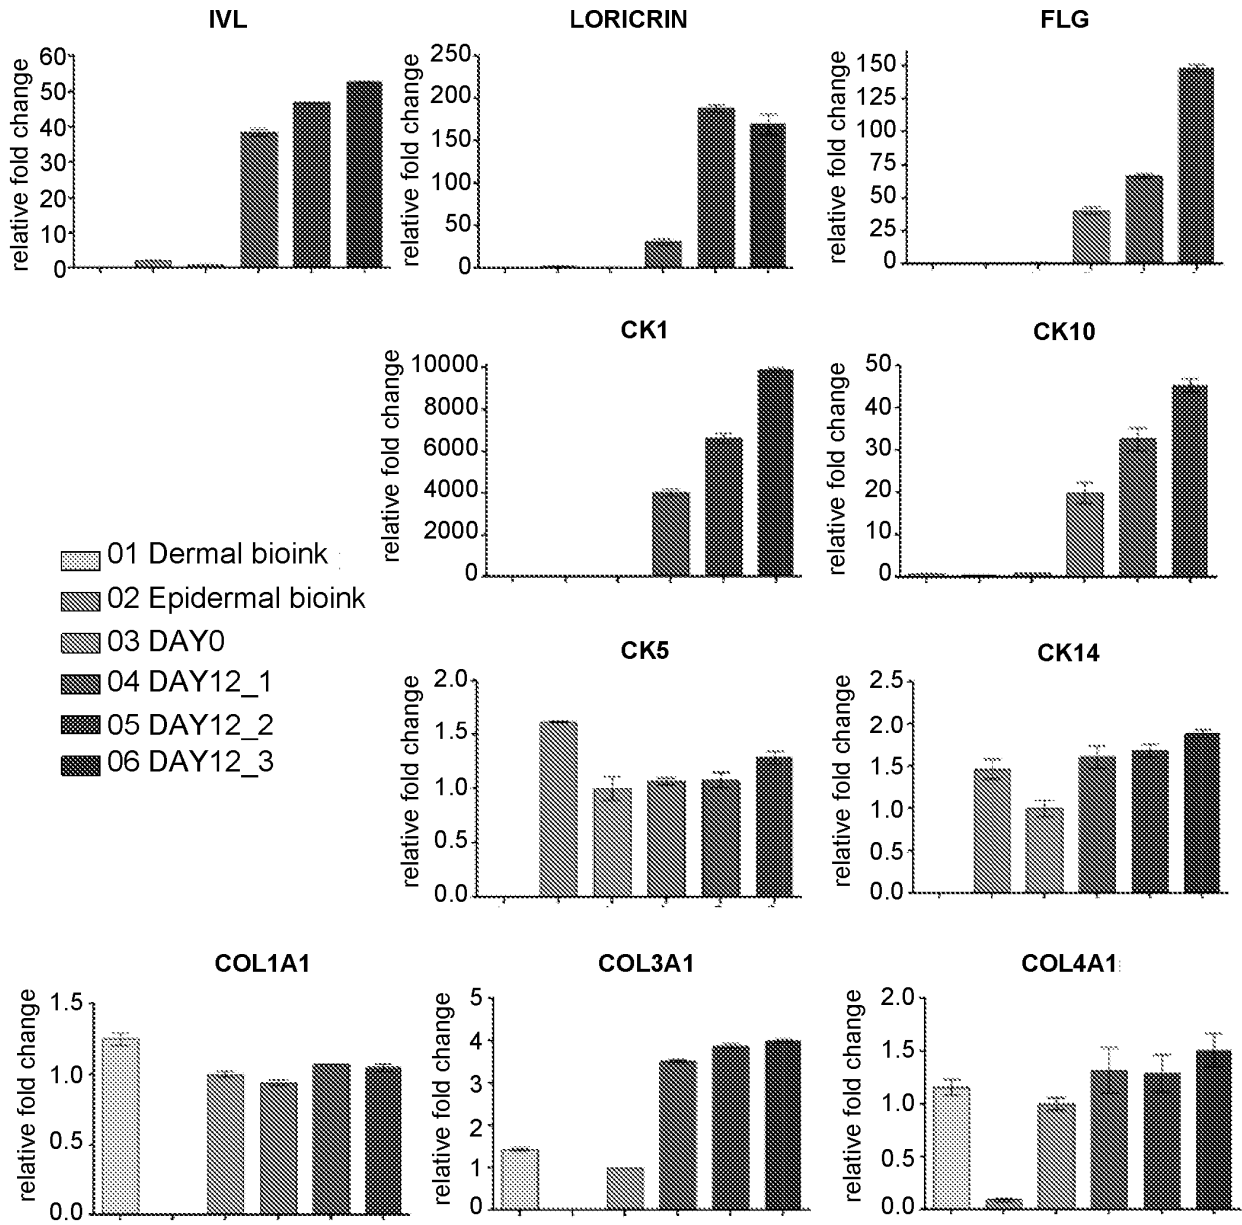 IVL
relative fold change
60
50
40
30
20
10
0
LORICRIN
relative fold change
250
200
150
100
50
0
FLG
relative fold change
150
125
100
75
50
25
0
CK1
relative fold change
10000
8000
6000
4000
2000
0
CK10
relative fold change
50
40
30
20
10
0
01 Dermal bioink
02 Epidermal bioink
03 DAY0
04 DAY12_1
05 DAY12_2
06 DAY12_3
CK5
relative fold change
2.0
1.5
1.0
0.5
0.0
CK14
relative fold change
2.5
2.0
1.5
1.0
0.5
0.0
COL1A1
relative fold change
1.5
1.0
0.5
0.0
COL3A1
relative fold change
5
4
3
2
1
0
COL4A1
relative fold change
2.0
1.5
1.0
0.5
0.0